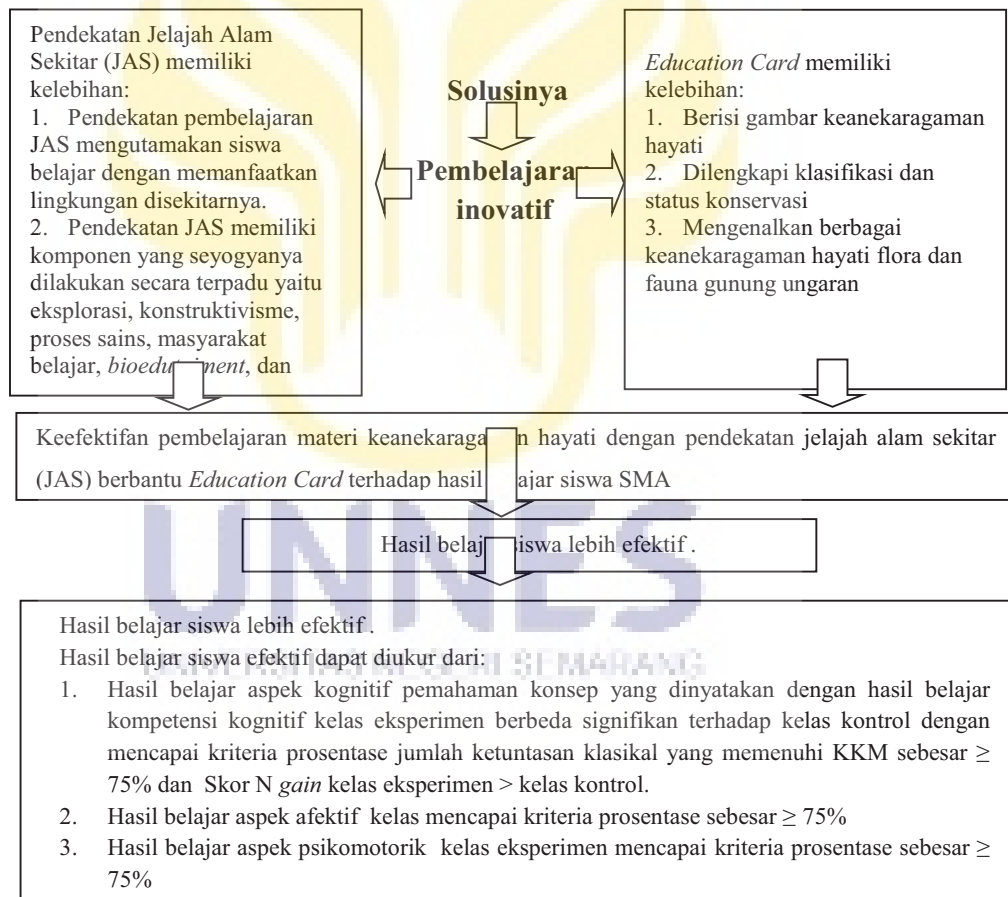 Pendekatan Jelajah Alam
Sekitar (JAS) memiliki
kelebihan:
1. Pendekatan pembelajaran
JAS mengutamakan siswa
belajar dengan memanfaatkan
lingkungan disekitarnya.
2. Pendekatan JAS memiliki
komponen yang seyogyanya
dilakukan secara terpadu yaitu
eksplorasi, konstruktivisme,
proses sains, masyarakat
belajar, dan
Solusinya
inovatif
Education Card memiliki
kelebihan:
1. Berisi gambar keanekaragaman
hayati
2. Dilengkapi klasifikasi dan
status konservasi
3. Mengenalkan berbagai
keanekaragaman hayati flora dan
fauna gunung ungaran
Keefektifan pembelajaran materi hayati dengan pendekatan jelajah alam sekitar
(JAS) berbantu Education Card terhadap hasil siswa SMA
Hasil lebih efektif .
Hasil belajar siswa lebih efektif .
Hasil belajar siswa efektif dapat diukur dari:
1. Hasil belajar aspek kognitif pemahaman konsep yang dinyatakan dengan hasil belajar
kompetensi kognitif kelas eksperimen berbeda signifikan terhadap kelas kontrol dengan
mencapai kriteria prosentase jumlah ketuntasan klasikal yang memenuhi KKM sebesar ≥
75% dan Skor N gain kelas eksperimen > kelas kontrol.
2. Hasil belajar aspek afektif kelas mencapai kriteria prosentase sebesar ≥ 75%
3. Hasil belajar aspek psikomotorik kelas eksperimen mencapai kriteria prosentase sebesar ≥
75%
UNNES
UNIVERSITAS NEGERI SEMARANG